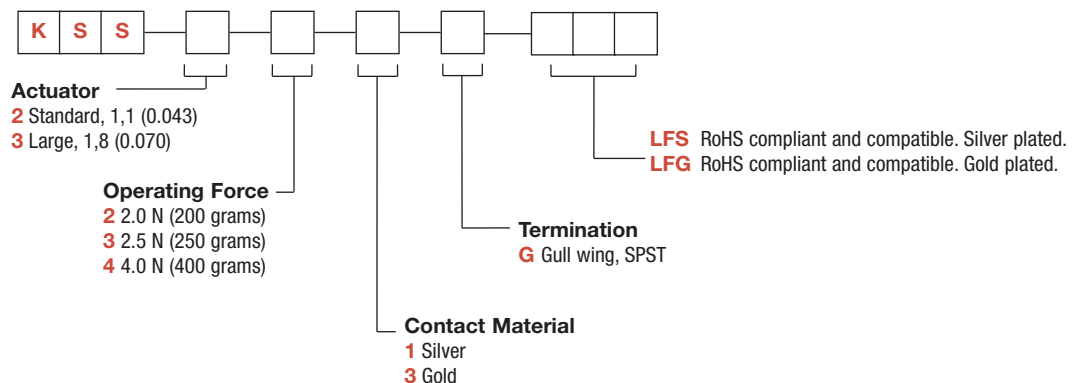 K S S
Actuator
2 Standard, 1,1 (0.043)
3 Large, 1,8 (0.070)
LFS RoHS compliant and compatible. Silver plated.
LFG RoHS compliant and compatible. Gold plated.
Operating Force
2 2.0 N (200 grams)
3 2.5 N (250 grams)
4 4.0 N (400 grams)
Termination
G Gull wing, SPST
Contact Material
1 Silver
3 Gold